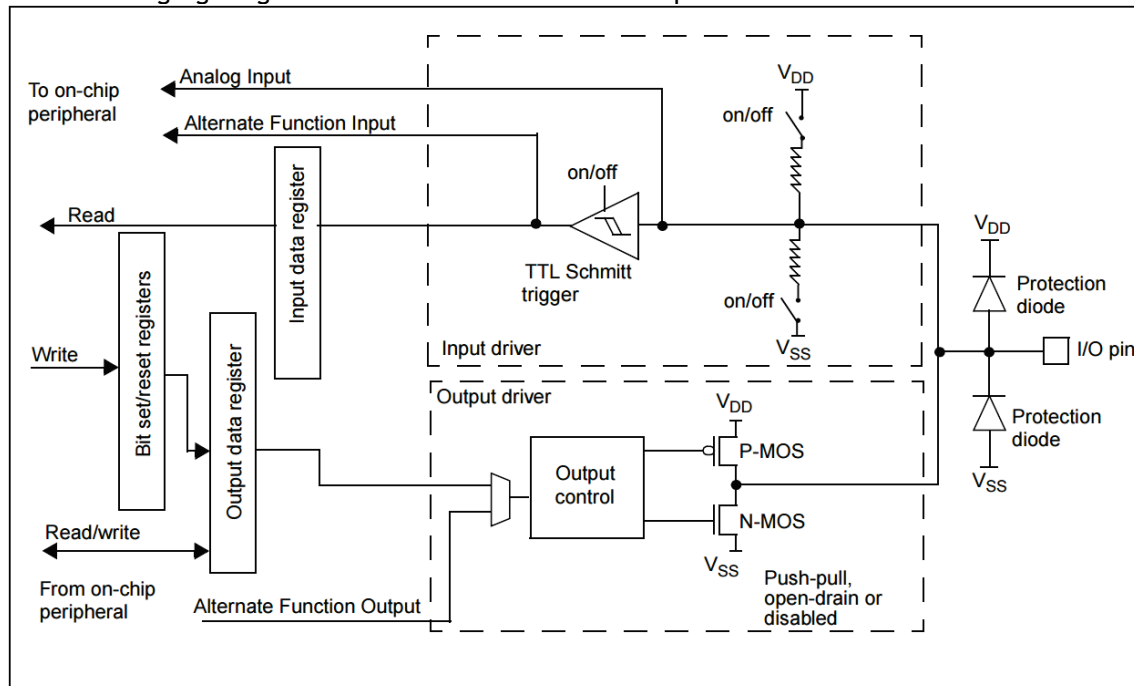 Analog Input
To on-chip
peripheral
Alternate Function Input
Read
Input data register
Bit set/reset registers
Write
Output data register
Read/write
From on-chip
peripheral
Alternate Function Output
VDD
on/off
on/off
TTL Schmitt
trigger
on/off
VSS
Input driver
Output driver
VDD
P-MOS
Output
control
N-MOS
VSS
Push-pull,
open-drain or
disabled
VDD
Protection
diode
I/O pin
Protection
diode
VSS